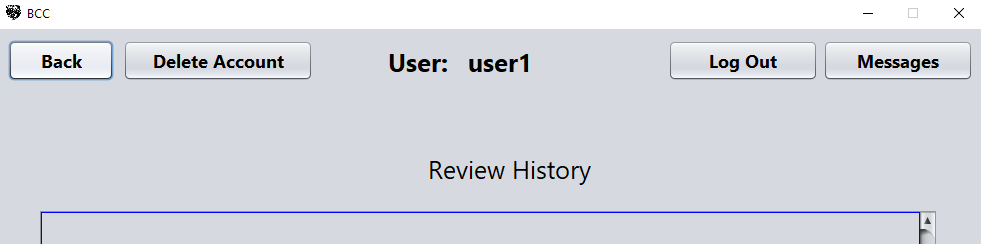 BCC
Back Delete Account User: user1 Log Out Messages
Review History